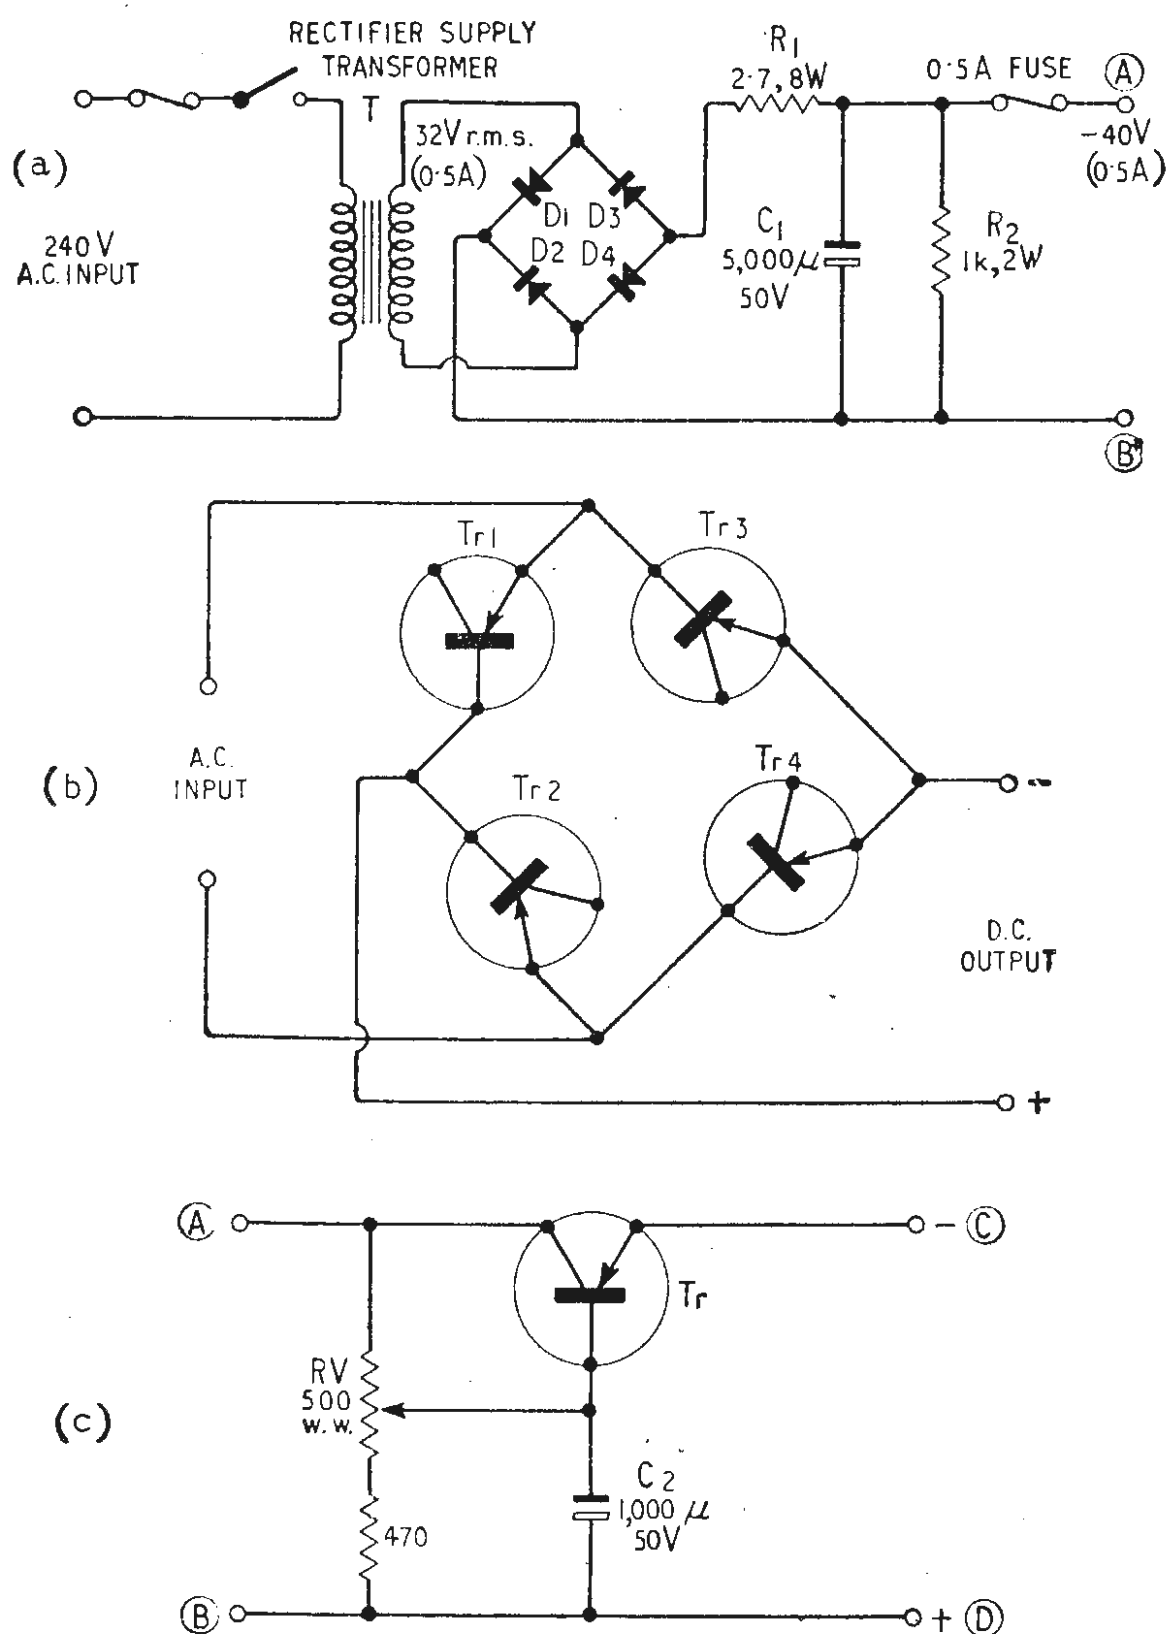 RECTIFIER SUPPLY
TRANSFORMER
T
32V r.m.s.
(0·5A)
R1
2·7, 8W
0·5A FUSE
A
-40V
(0·5A)
(a)
240V
A.C. INPUT
D1 D3
D2 D4
C1
5,000μ
50V
R2
1k, 2W
B
Tr1
Tr3
(b)
A.C.
INPUT
Tr2
Tr4
-
D.C.
OUTPUT
+
A
- C
Tr
(c)
RV
500
w.w.
C2
1,000μ
50V
470
B
+ D